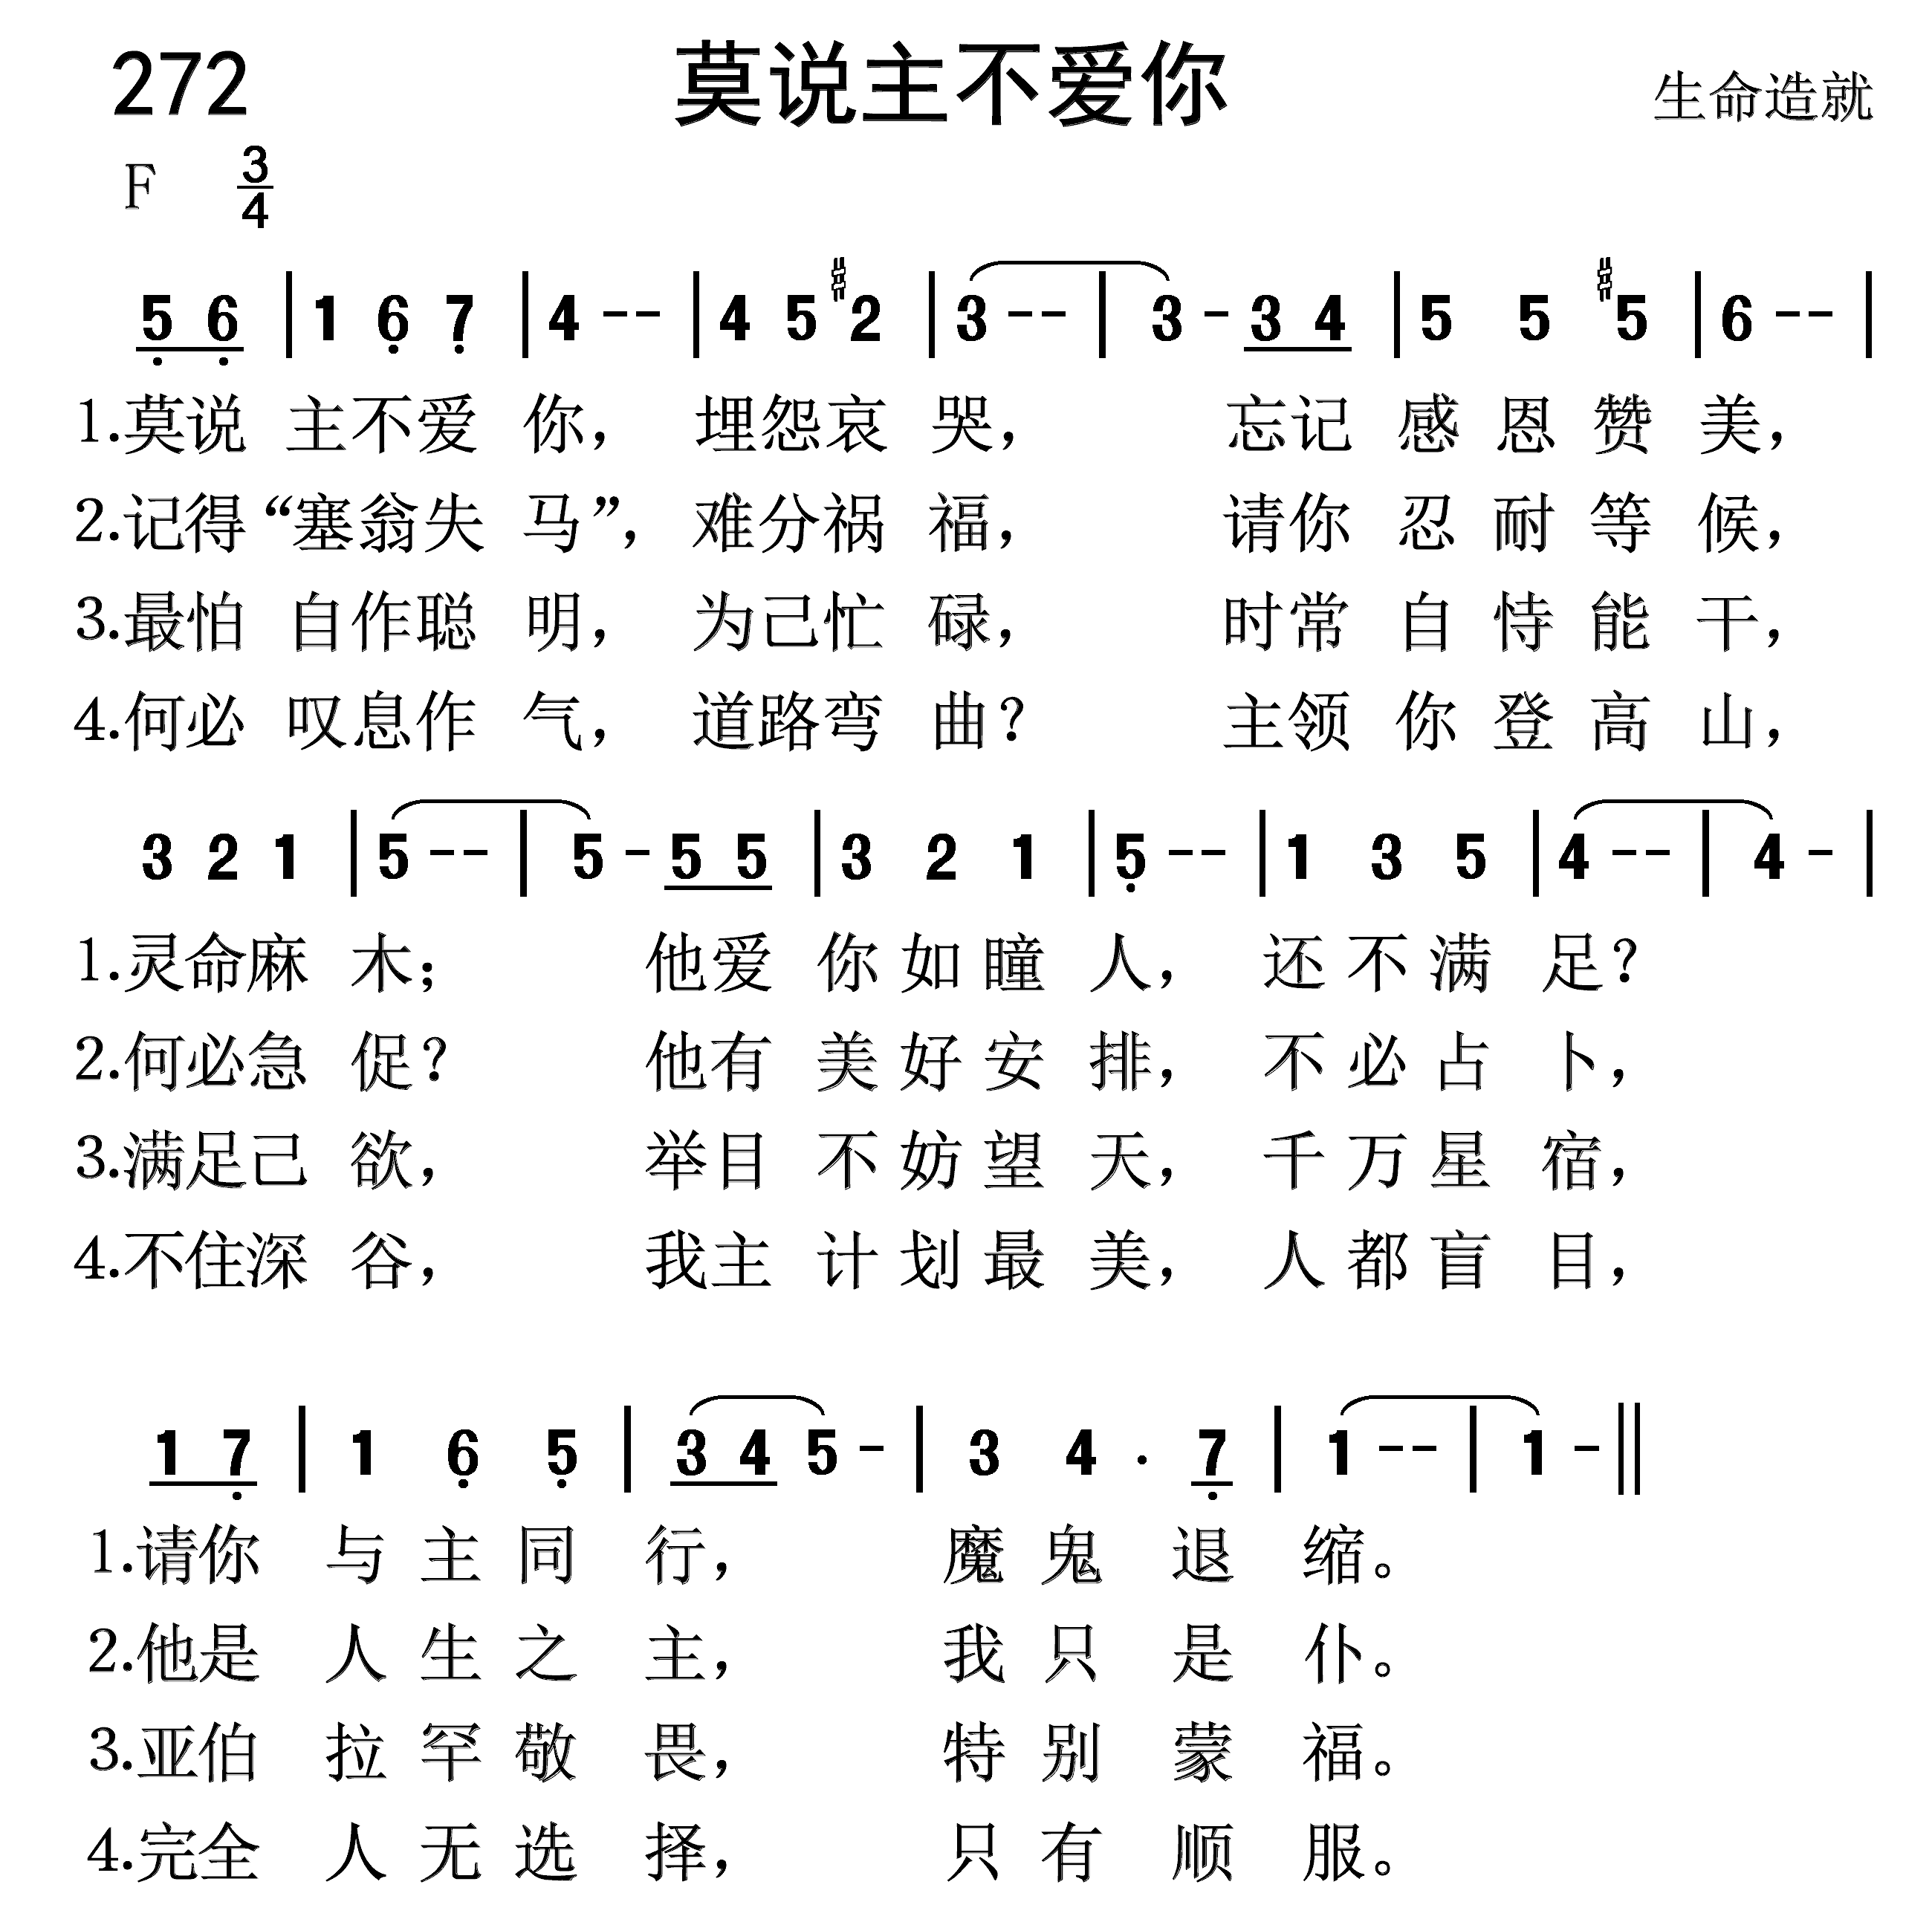 272 莫说主不爱你 生命造就
F 3/4
5 6 | 1 6 7 | 4 - - | 4 5 #2 | 3 - - | 3 - 3 4 | 5 5 #5 | 6 - - |
1.莫说 主不爱 你， 埋怨哀 哭， 忘记 感 恩 赞 美，
2.记得 “塞翁失 马”， 难分祸 福， 请你 忍 耐 等 候，
3.最怕 自作聪 明， 为己忙 碌， 时常 自 恃 能 干，
4.何必 叹息作 气， 道路弯 曲？ 主领 你 登 高 山，
3 2 1 | 5 - - | 5 - 5 5 | 3 2 1 | 5 - - | 1 3 5 | 4 - - | 4 - |
1.灵命麻 木； 他爱 你 如 瞳 人， 还 不 满 足？
2.何必急 促？ 他有 美 好 安 排， 不 必 占 卜，
3.满足己 欲， 举目 不 妨 望 天， 千 万 星 宿，
4.不住深 谷， 我主 计 划 最 美， 人 都 盲 目，
1 7 | 1 6 5 | 3 4 5 - | 3 4 · 7 | 1 - - | 1 - ||
1.请你 与 主 同 行， 魔 鬼 退 缩。
2.他是 人 生 之 主， 我 只 是 仆。
3.亚伯 拉 罕 敬 畏， 特 别 蒙 福。
4.完全 人 无 选 择， 只 有 顺 服。